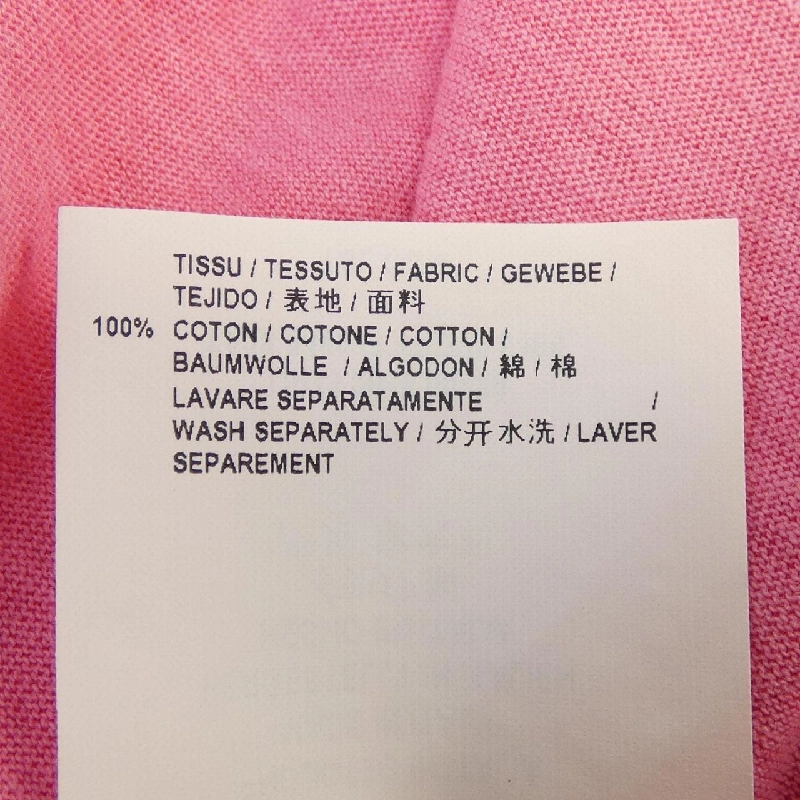 TISSU / TESSUTO / FABRIC / GEWEBE /
TEJIDO / 表地 / 面料
100% COTON / COTONE / COTTON /
BAUMWOLLE / ALGODON / 綿 / 棉
LAVARE SEPARATAMENTE /
WASH SEPARATELY / 分开水洗 / LAVER
SEPAREMENT